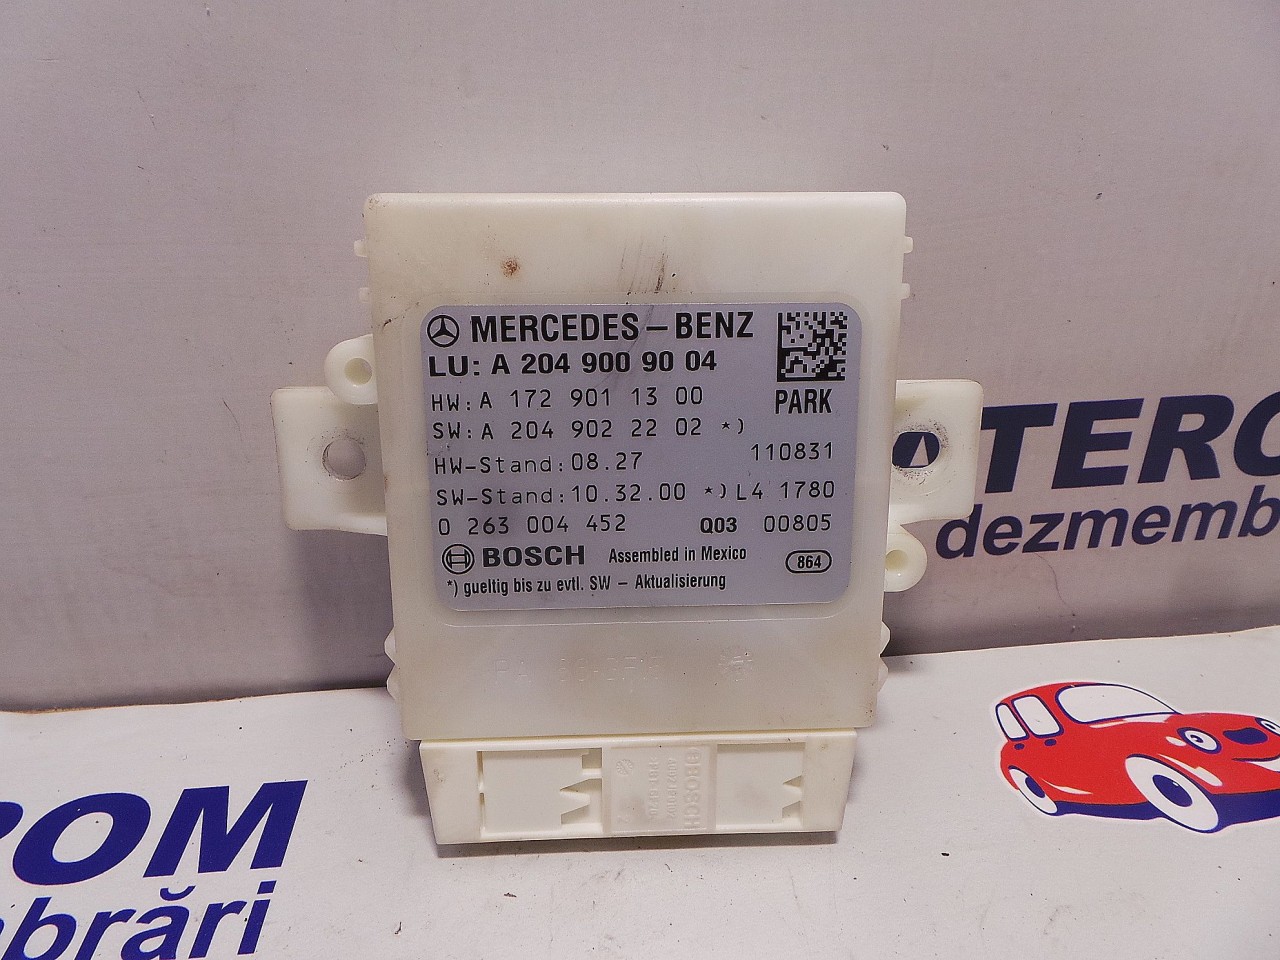 MERCEDES-BENZ
LU: A 204 900 90 04
HW: A 172 901 13 00
PARK
SW: A 204 902 22 02 *)
HW-Stand: 08.27 110831
SW-Stand: 10.32.00 *) L4 1780
0 263 004 452 Q03 00805
BOSCH Assembled in Mexico 864
*) gueltig bis zu evtl. SW - Aktualisierung
BOSCH
TERO
dezmemb
ROM
mbrări